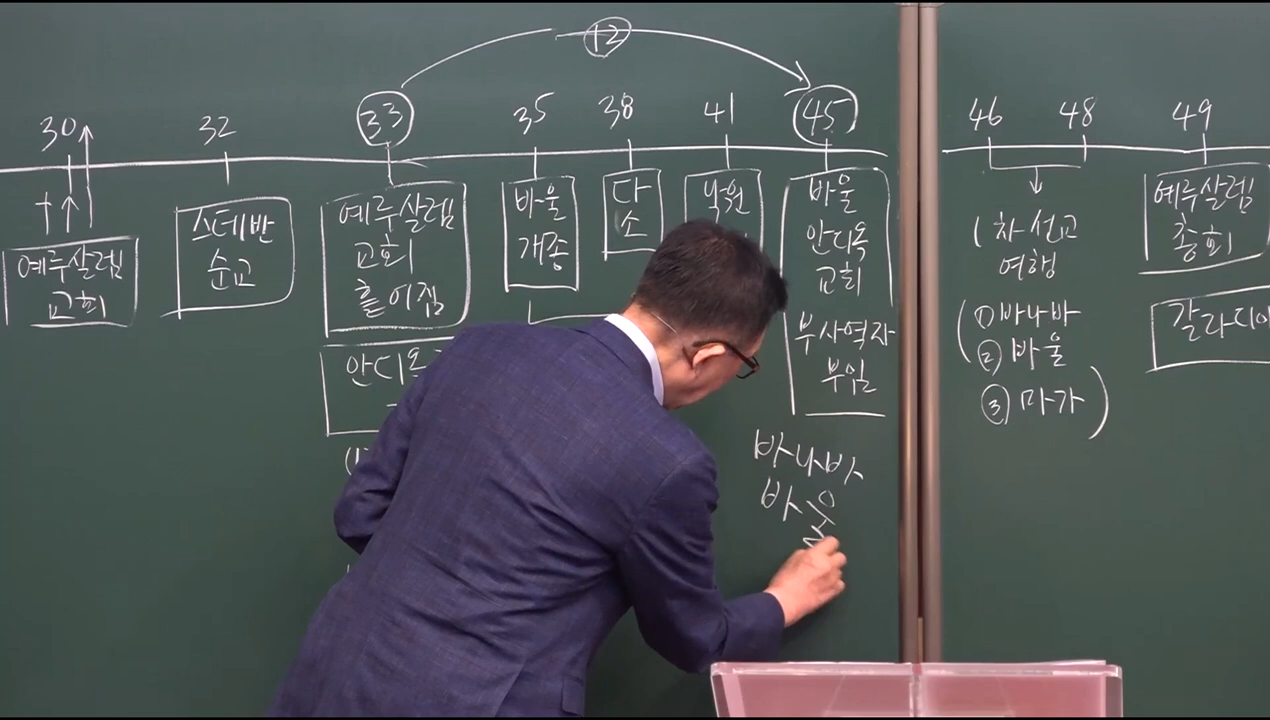 +2
30
32
33
35
38
41
45
46
48
49
예루살렘
교회
스데반
순교
예루살렘
교회
흩어짐
바울
개종
다
소
낙원
바울
안디옥
교회
부사역자
부임
1차 선교
여행
(①바나바
②바울
③마가)
예루살렘
총회
갈라디아
안디옥
(1)
바나바
바울